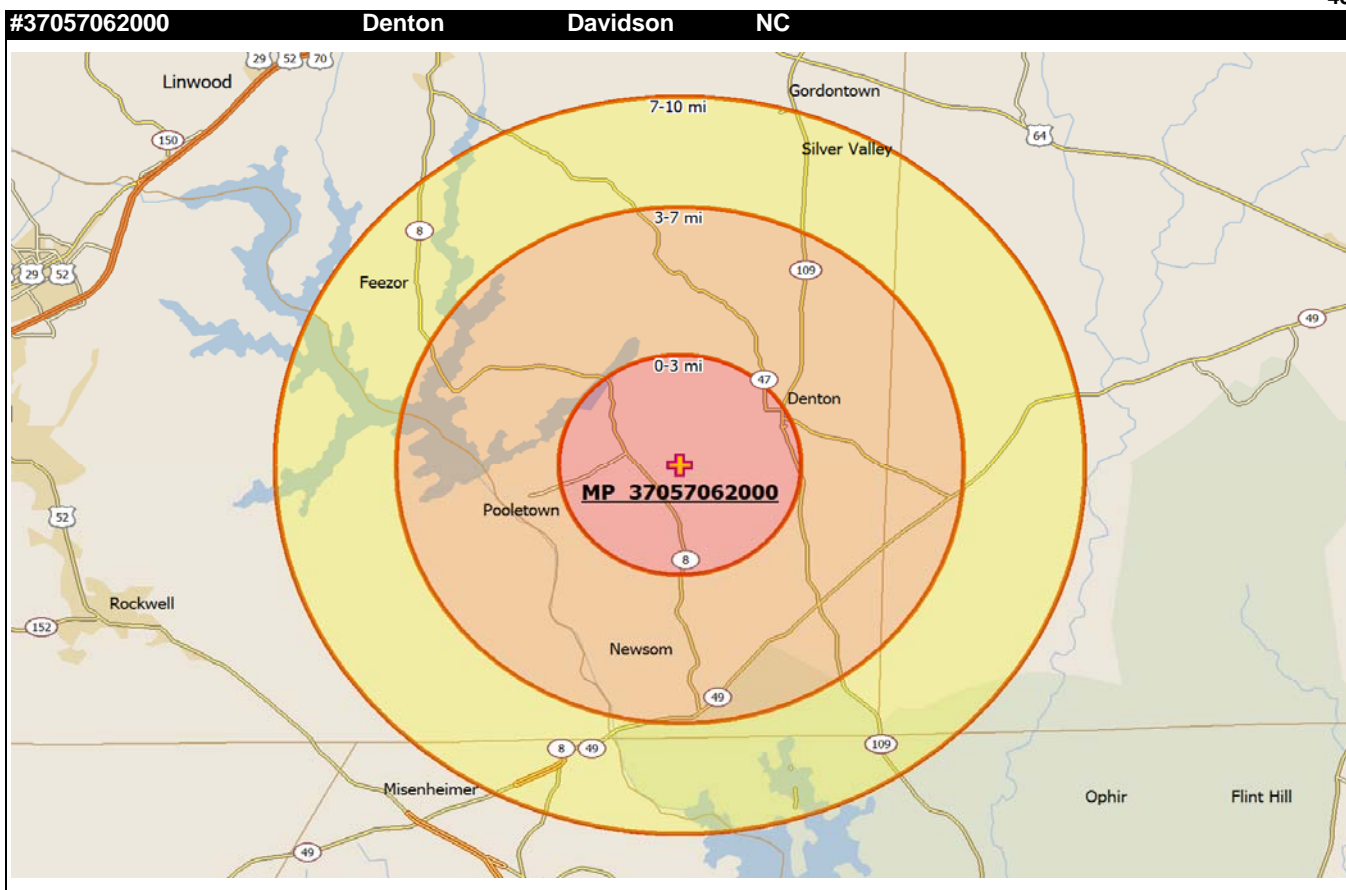 #37057062000 Denton Davidson NC
29 52 70
Linwood
Gordontown
7-10 mi
64
150
Silver Valley
3-7 mi
8
109
29 52
Feezor
49
0-3 mi
47
Denton
MP 37057062000
Pooletown
52
8
Rockwell
152
Newsom
49
8 49
109
Misenheimer
Ophir
Flint Hill
49